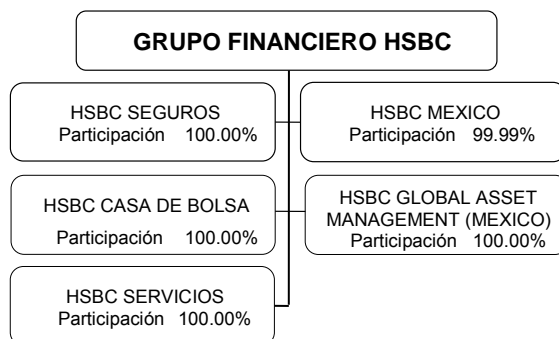 GRUPO FINANCIERO HSBC
HSBC SEGUROS
Participación 100.00%
HSBC MEXICO
Participación 99.99%
HSBC CASA DE BOLSA
Participación 100.00%
HSBC GLOBAL ASSET
MANAGEMENT (MEXICO)
Participación 100.00%
HSBC SERVICIOS
Participación 100.00%